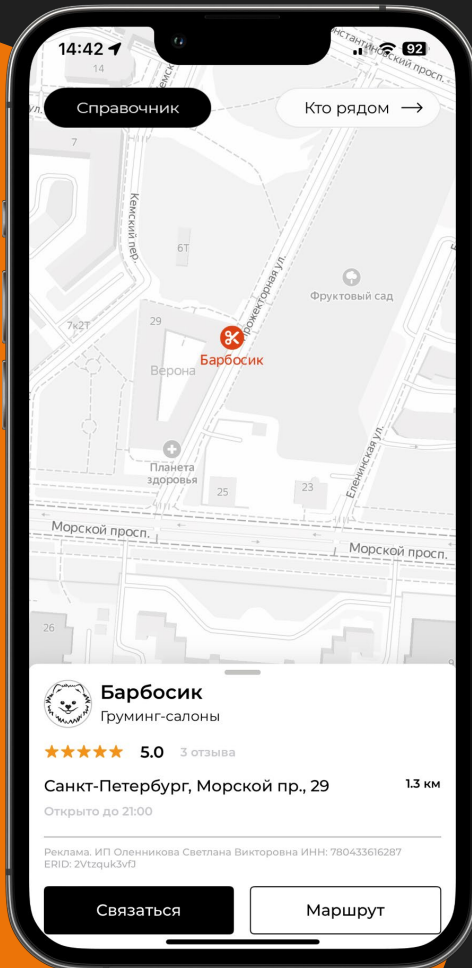 14:42
92
Константиновский просп.
14
Справочник
Кто рядом →
7
Кемский пер.
6Т
Фруктовый сад
29
7к2Т
Прожекторная ул.
Барбосик
Верона
Планета
здоровья
25
23
Еленинская ул.
Морской просп.
Морской просп.
26
Барбосик
Груминг-салоны
5.0 3 отзыва
Санкт-Петербург, Морской пр., 29 1.3 км
Открыто до 21:00
Реклама. ИП Оленникова Светлана Викторовна ИНН: 780433616287
ERID: 2Vtzquk3vfJ
Связаться
Маршрут